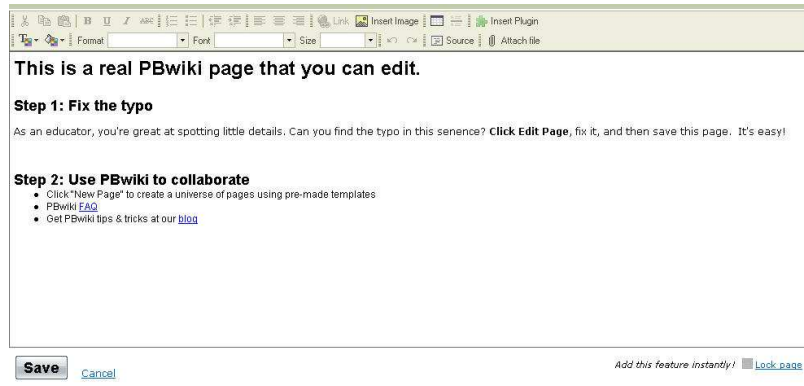 B U I ABC Link Insert Image Insert Plugin
Format Font Size Source Attach file
This is a real PBwiki page that you can edit.
Step 1: Fix the typo
As an educator, you're great at spotting little details. Can you find the typo in this senence? Click Edit Page, fix it, and then save this page. It's easy!
Step 2: Use PBwiki to collaborate
Click "New Page" to create a universe of pages using pre-made templates
PBwiki FAQ
Get PBwiki tips & tricks at our blog
Save Cancel Add this feature instantly! Lock page